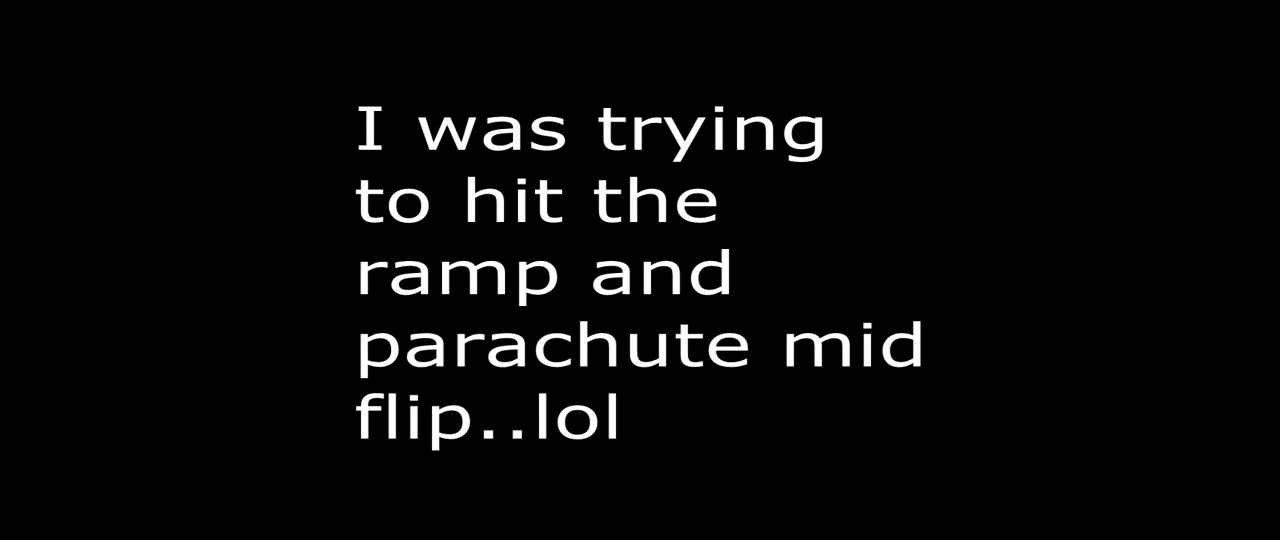 I was trying
to hit the
ramp and
parachute mid
flip..lol